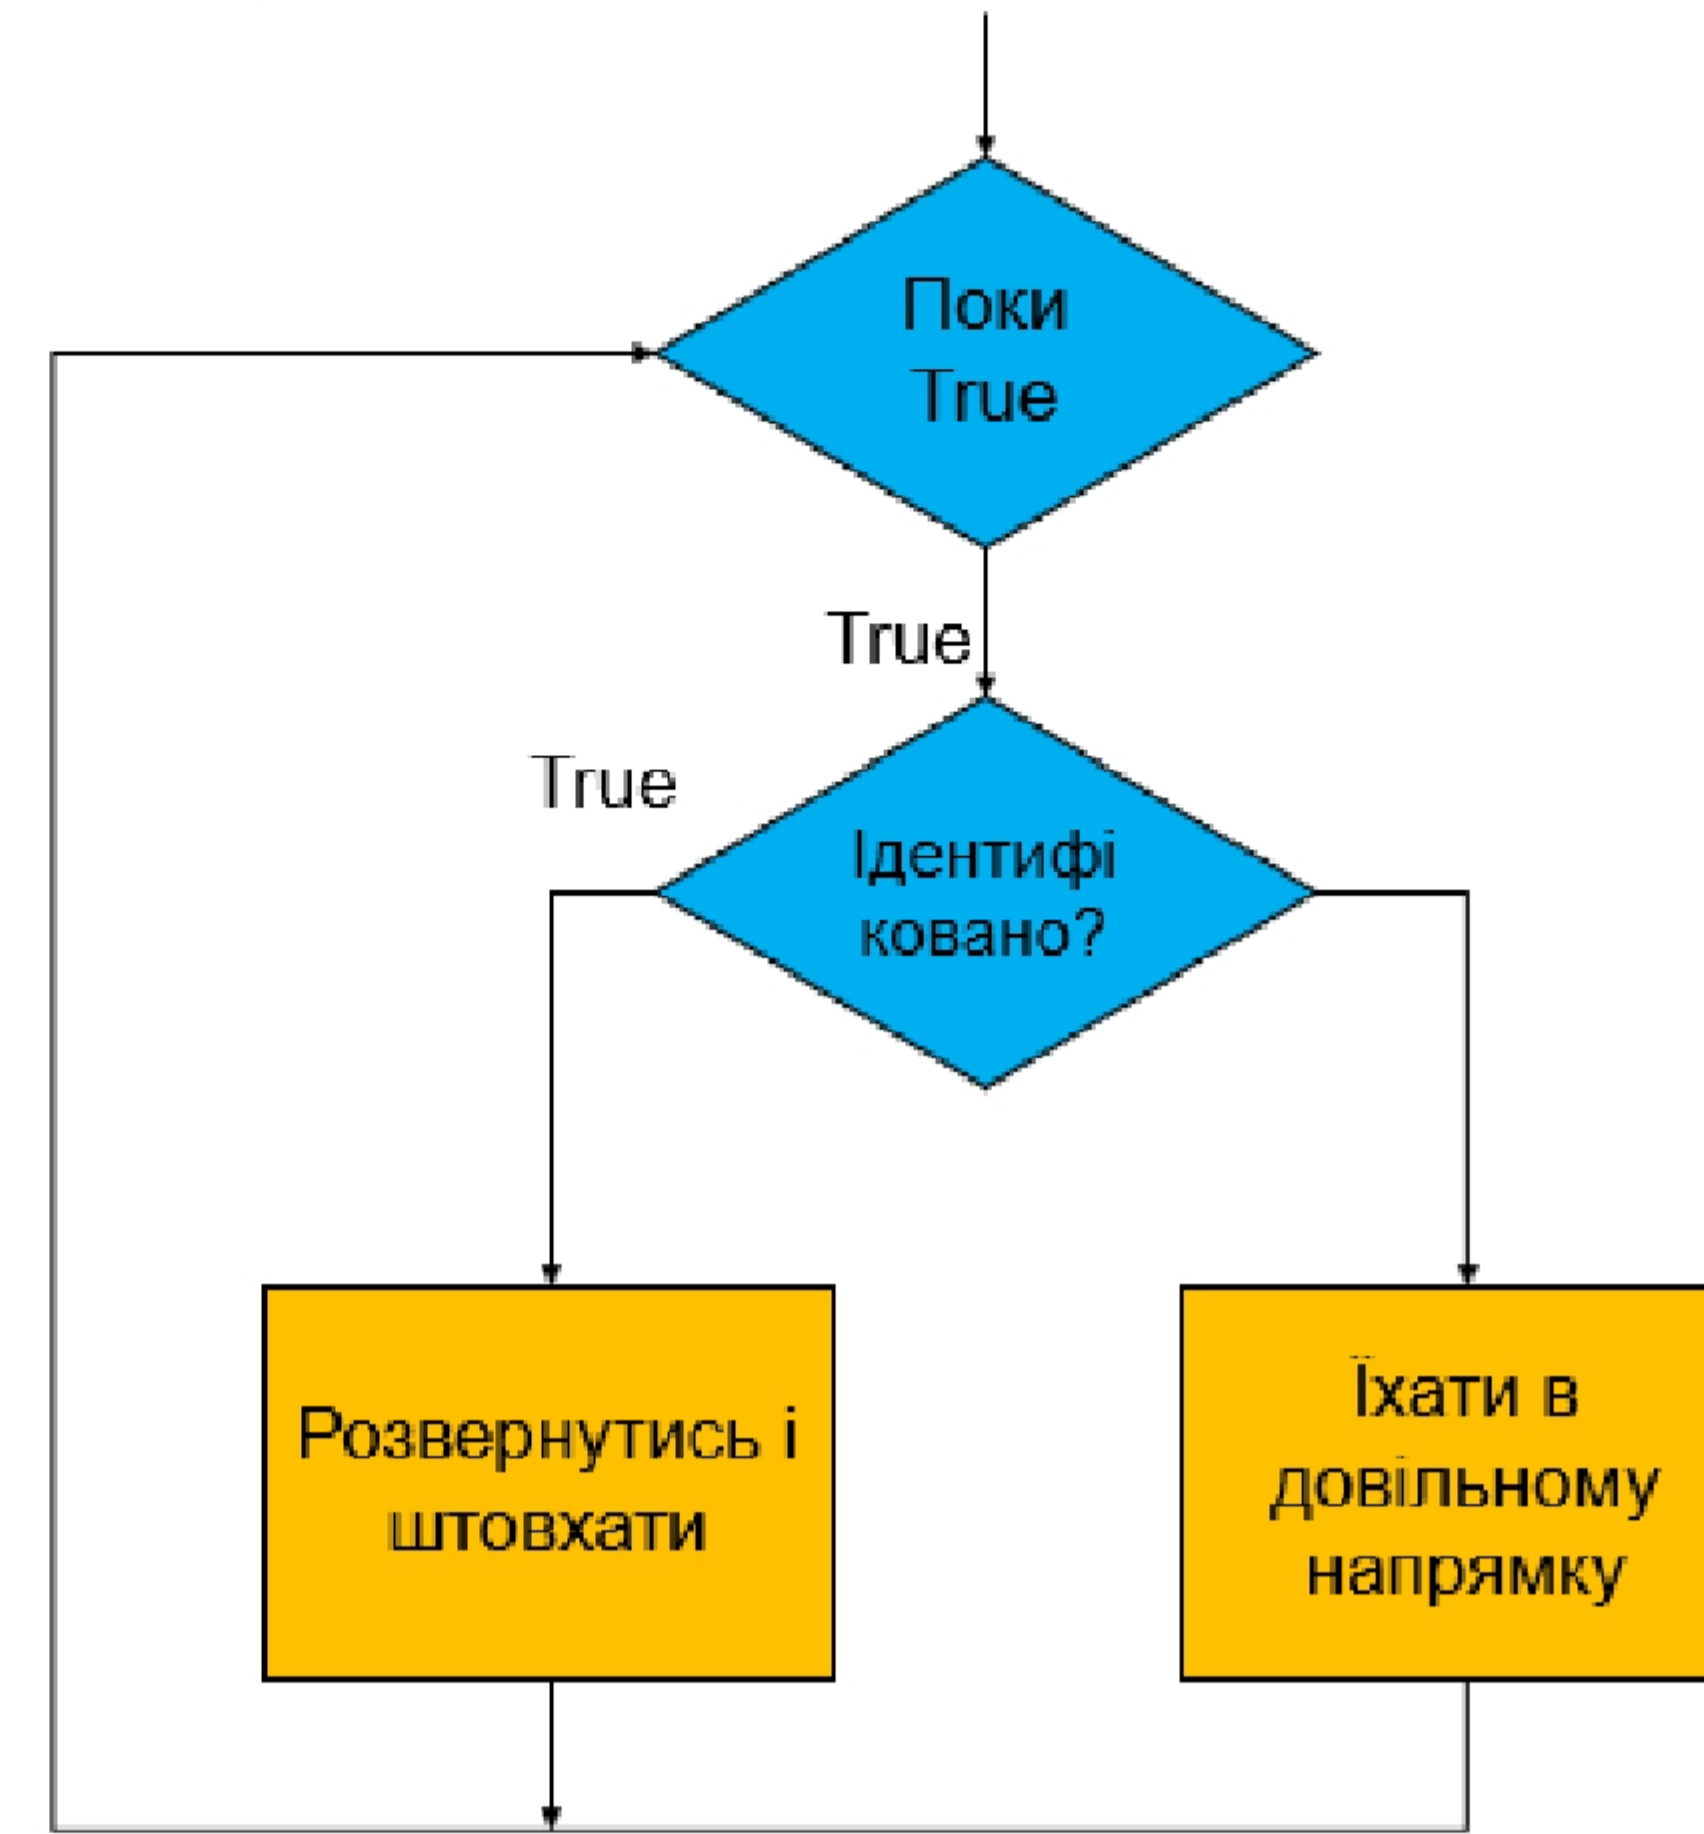 Поки
True
True
True
Ідентифі
ковано?
Розвернутись і
штовхати
Їхати в
довільному
напрямку